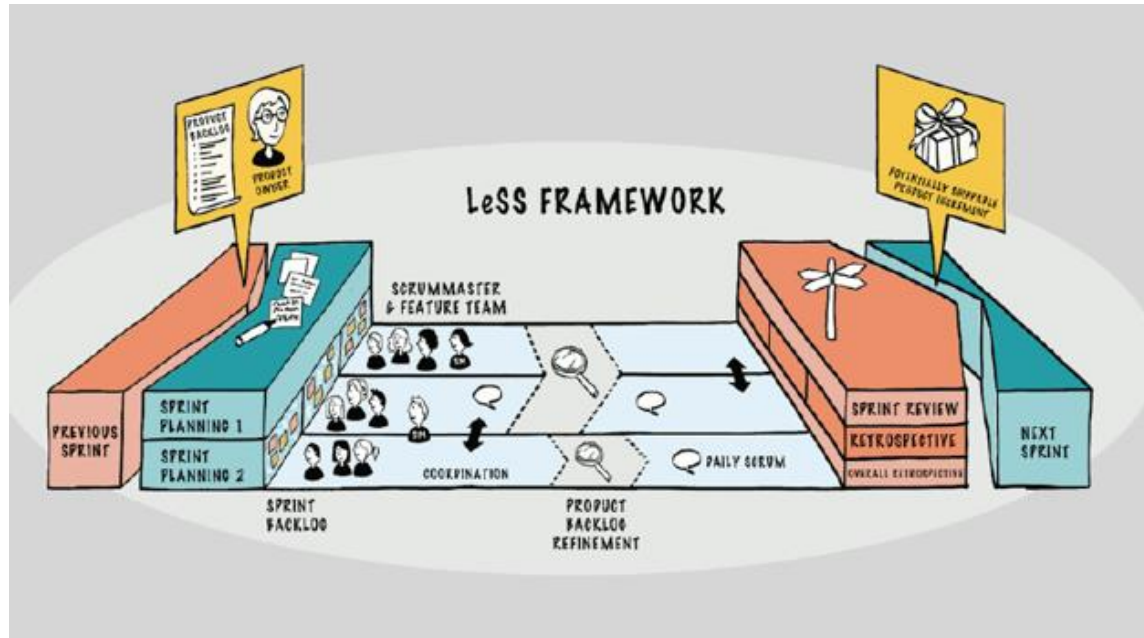 PRODUCT
BACKLOG
PRODUCT
OWNER
POTENTIALLY SHIPPABLE
PRODUCT INCREMENT
LeSS FRAMEWORK
SCRUMMASTER
& FEATURE TEAM
SM
SPRINT
PLANNING 1
SPRINT
PLANNING 2
PREVIOUS
SPRINT
SM
COORDINATION
DAILY SCRUM
SPRINT REVIEW
RETROSPECTIVE
OVERALL RETROSPECTIVE
NEXT
SPRINT
SPRINT
BACKLOG
PRODUCT
BACKLOG
REFINEMENT